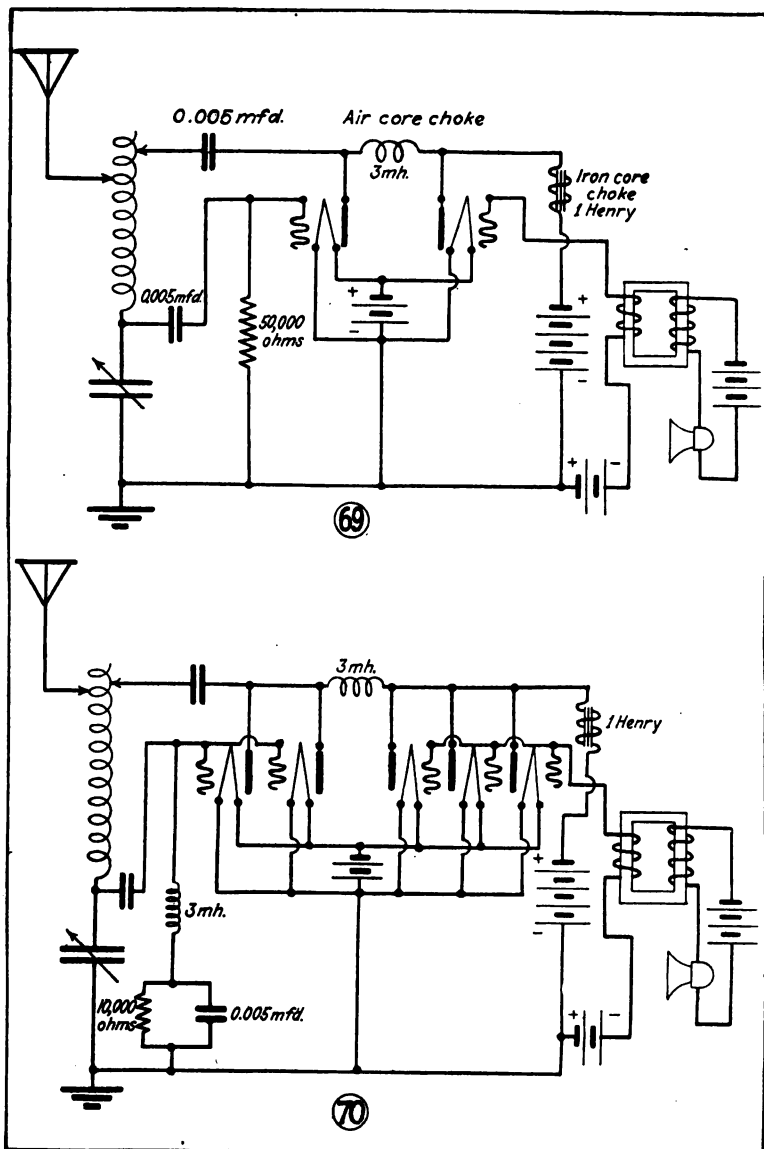 0.005 mfd.
Air core choke
3mh.
Iron core
choke
1 Henry
0.005 mfd.
50,000
ohms
+
-
+
-
+ -
69
3mh.
1 Henry
+
-
3mh.
10,000
ohms
0.005 mfd.
+ -
70